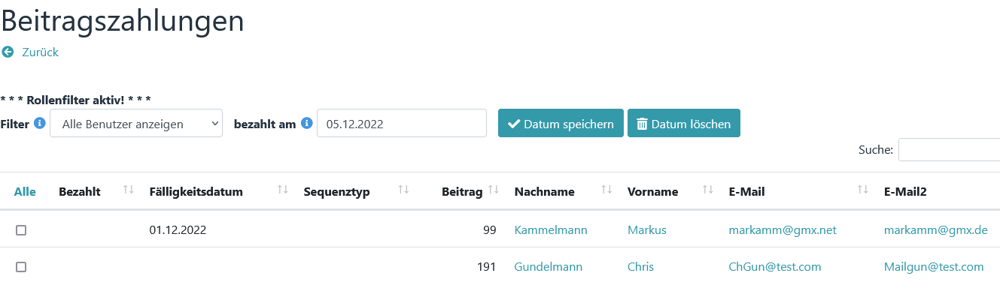 Beitragszahlungen
Zurück
* * * Rollenfilter aktiv! * * *
Filter Alle Benutzer anzeigen bezahlt am 05.12.2022 Datum speichern Datum löschen
Suche:
Alle Bezahlt Fälligkeitsdatum Sequenztyp Beitrag Nachname Vorname E-Mail E-Mail2
01.12.2022 99 Kammelmann Markus markamm@gmx.net markamm@gmx.de
191 Gundelmann Chris ChGun@test.com Mailgun@test.com